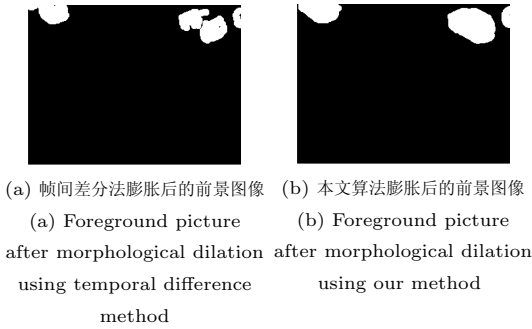 (a) 帧间差分法膨胀后的前景图像
(b) 本文算法膨胀后的前景图像
(a) Foreground picture
after morphological dilation
using temporal difference
method
(b) Foreground picture
after morphological dilation
using our method